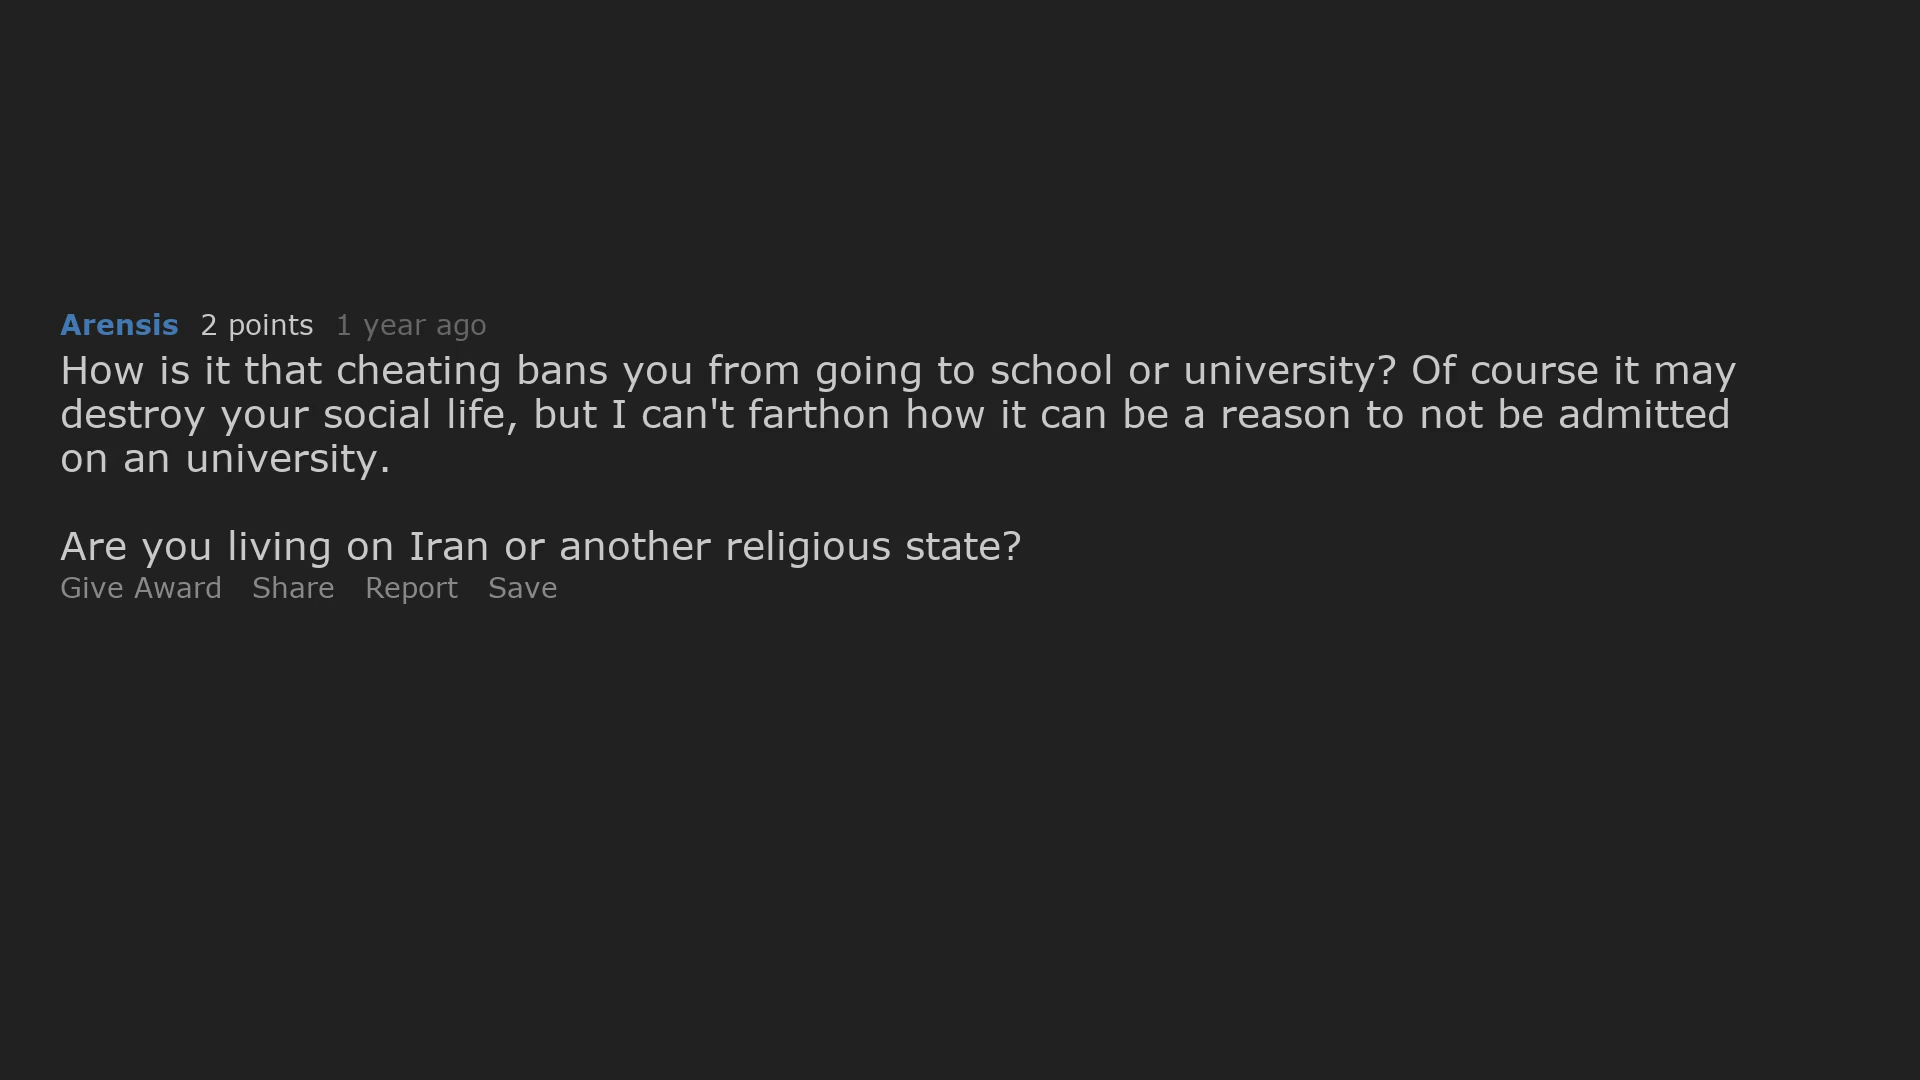 Arensis 2 points 1 year ago
How is it that cheating bans you from going to school or university? Of course it may
destroy your social life, but I can't farthon how it can be a reason to not be admitted
on an university.
Are you living on Iran or another religious state?
Give Award Share Report Save